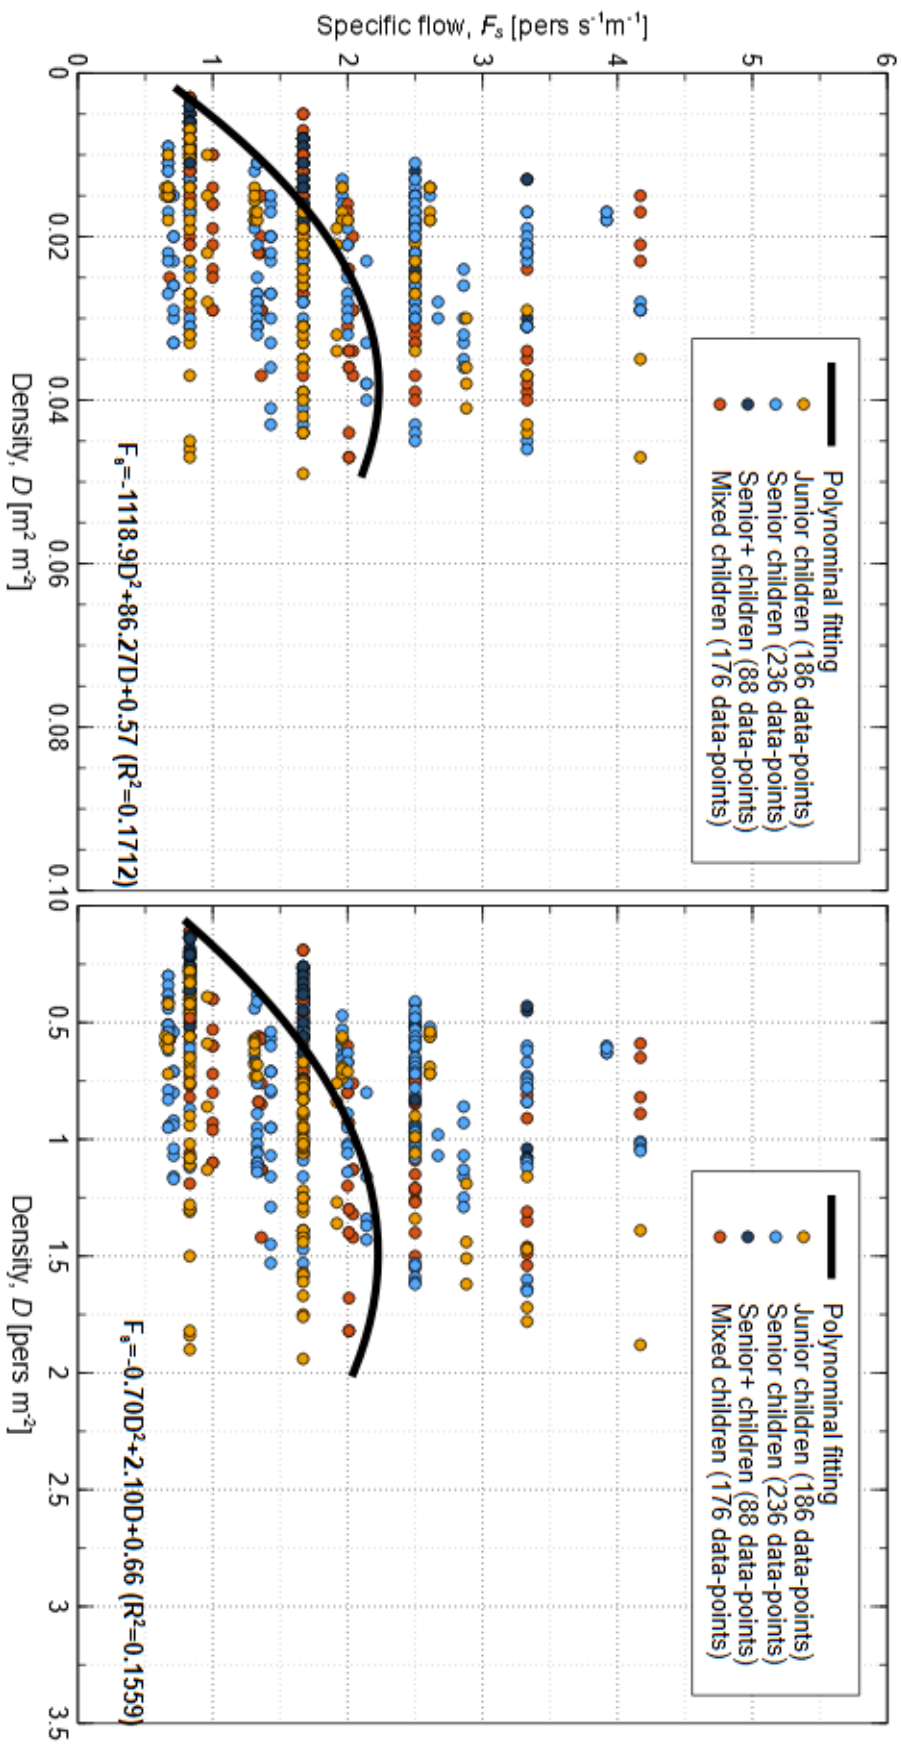 Specific flow, Fs [pers s-1m-1]
6
5
4
3
2
1
0
0
0.02
0.04
0.06
0.08
0.10
Polynominal fitting
Junior children (186 data-points)
Senior children (236 data-points)
Senior+ children (88 data-points)
Mixed children (176 data-points)
Fs=-1118.9D2+86.27D+0.57 (R2=0.1712)
Density, D [m2 m-2]
0
0.5
1
1.5
2
2.5
3
3.5
Polynominal fitting
Junior children (186 data-points)
Senior children (236 data-points)
Senior+ children (88 data-points)
Mixed children (176 data-points)
Fs=-0.70D2+2.10D+0.66 (R2=0.1559)
Density, D [pers m-2]